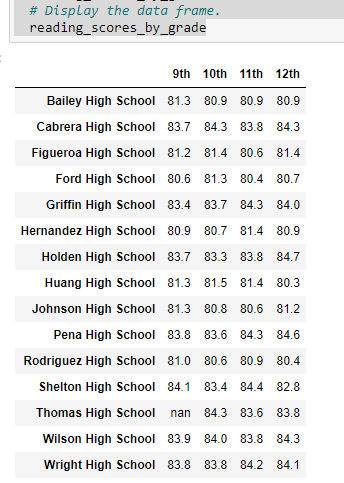 # Display the data frame.
reading_scores_by_grade
9th 10th 11th 12th
Bailey High School 81.3 80.9 80.9 80.9
Cabrera High School 83.7 84.3 83.8 84.3
Figueroa High School 81.2 81.4 80.6 81.4
Ford High School 80.6 81.3 80.4 80.7
Griffin High School 83.4 83.7 84.3 84.0
Hernandez High School 80.9 80.7 81.4 80.9
Holden High School 83.7 83.3 83.8 84.7
Huang High School 81.3 81.5 81.4 80.3
Johnson High School 81.3 80.8 80.6 81.2
Pena High School 83.8 83.6 84.3 84.6
Rodriguez High School 81.0 80.6 80.9 80.4
Shelton High School 84.1 83.4 84.4 82.8
Thomas High School nan 84.3 83.6 83.8
Wilson High School 83.9 84.0 83.8 84.3
Wright High School 83.8 83.8 84.2 84.1